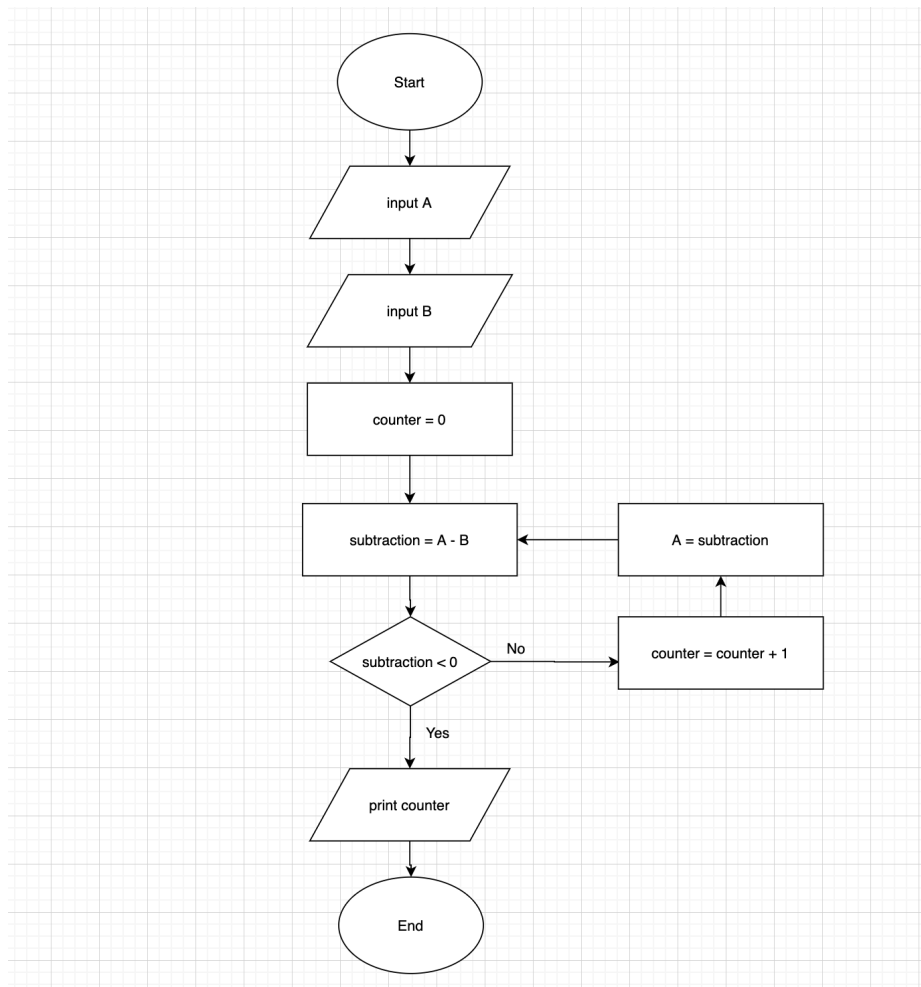 Start
input A
input B
counter = 0
subtraction = A - B
A = subtraction
subtraction < 0
No
counter = counter + 1
Yes
print counter
End